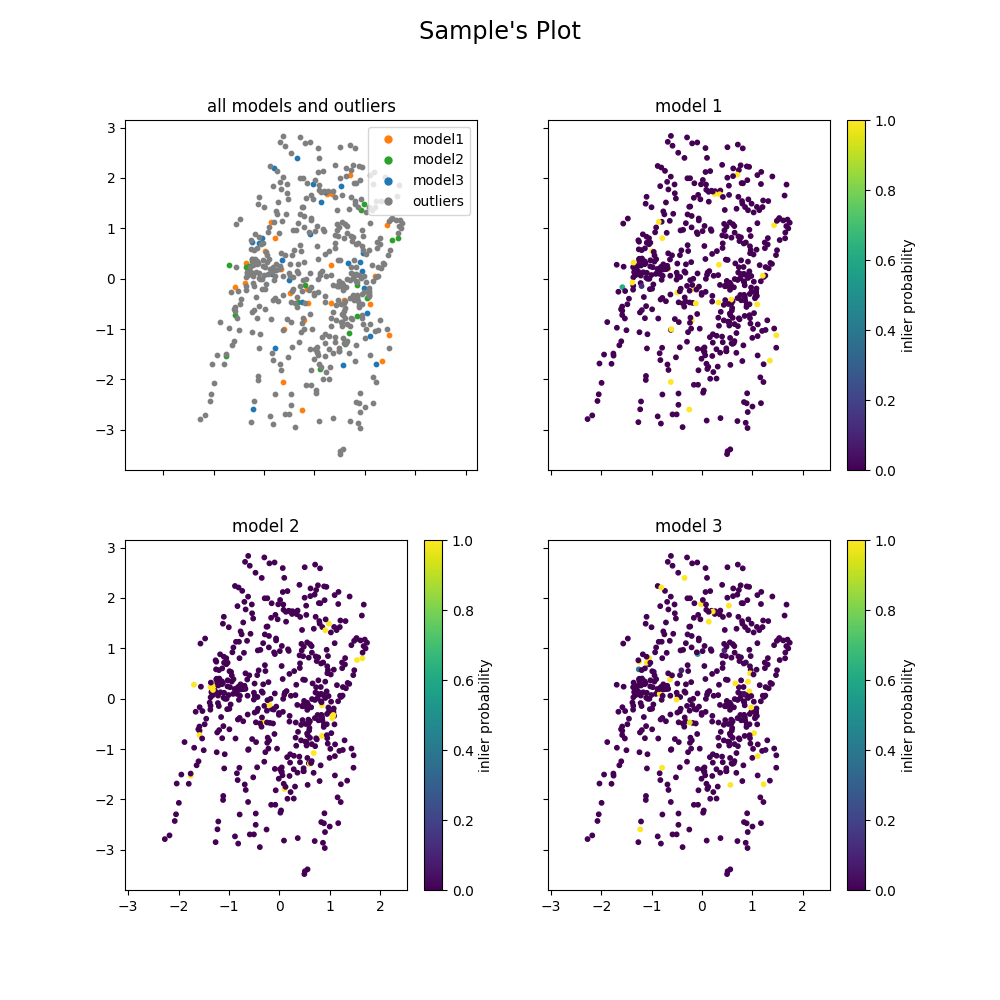 Sample's Plot
all models and outliers
model 1
3
2
1
0
−1
−2
−3
model1
model2
model3
outliers
1.0
0.8
0.6
0.4
0.2
0.0
inlier probability
model 2
model 3
3
2
1
0
−1
−2
−3
−3 −2 −1 0 1 2
1.0
0.8
0.6
0.4
0.2
0.0
inlier probability
−3 −2 −1 0 1 2
1.0
0.8
0.6
0.4
0.2
0.0
inlier probability